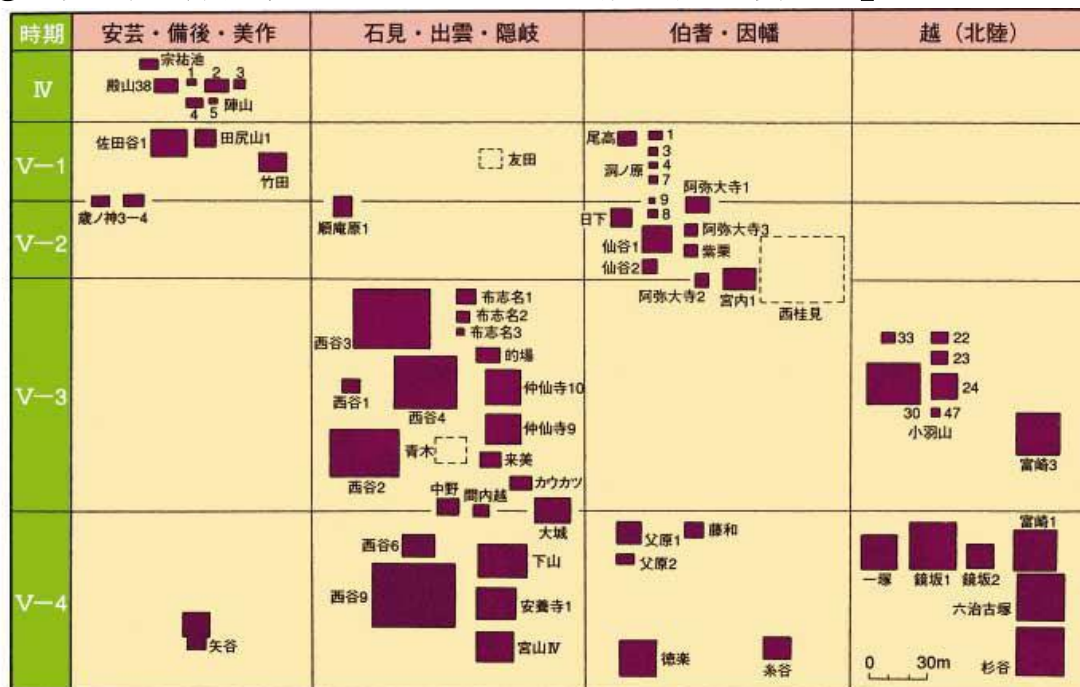 時期 安芸・備後・美作 石見・出雲・隠岐 伯耆・因幡 越（北陸）
Ⅳ
宗祐池
殿山38
1 2 3
4 5 陣山
V—1
佐田谷1
田尻山1
竹田
友田
尾高
1
3
洞ノ原 4
7
V—2
歳ノ神3—4
順庵原1
9
8
阿弥大寺1
日下
仙谷1
阿弥大寺3
紫栗
仙谷2
阿弥大寺2
宮内1
西桂見
V—3
西谷3
布志名1
布志名2
布志名3
的場
西谷1
西谷4
仲仙寺10
仲仙寺9
青木
西谷2
来美
カウカツ
中野
間内越
大城
33
22
23
24
30 47
小羽山
富崎3
V—4
西谷6
下山
西谷9
安養寺1
宮山Ⅳ
矢谷
父原1
藤和
父原2
徳楽
糸谷
富崎1
一塚
鏡坂1
鏡坂2
六治古塚
杉谷
0 30m